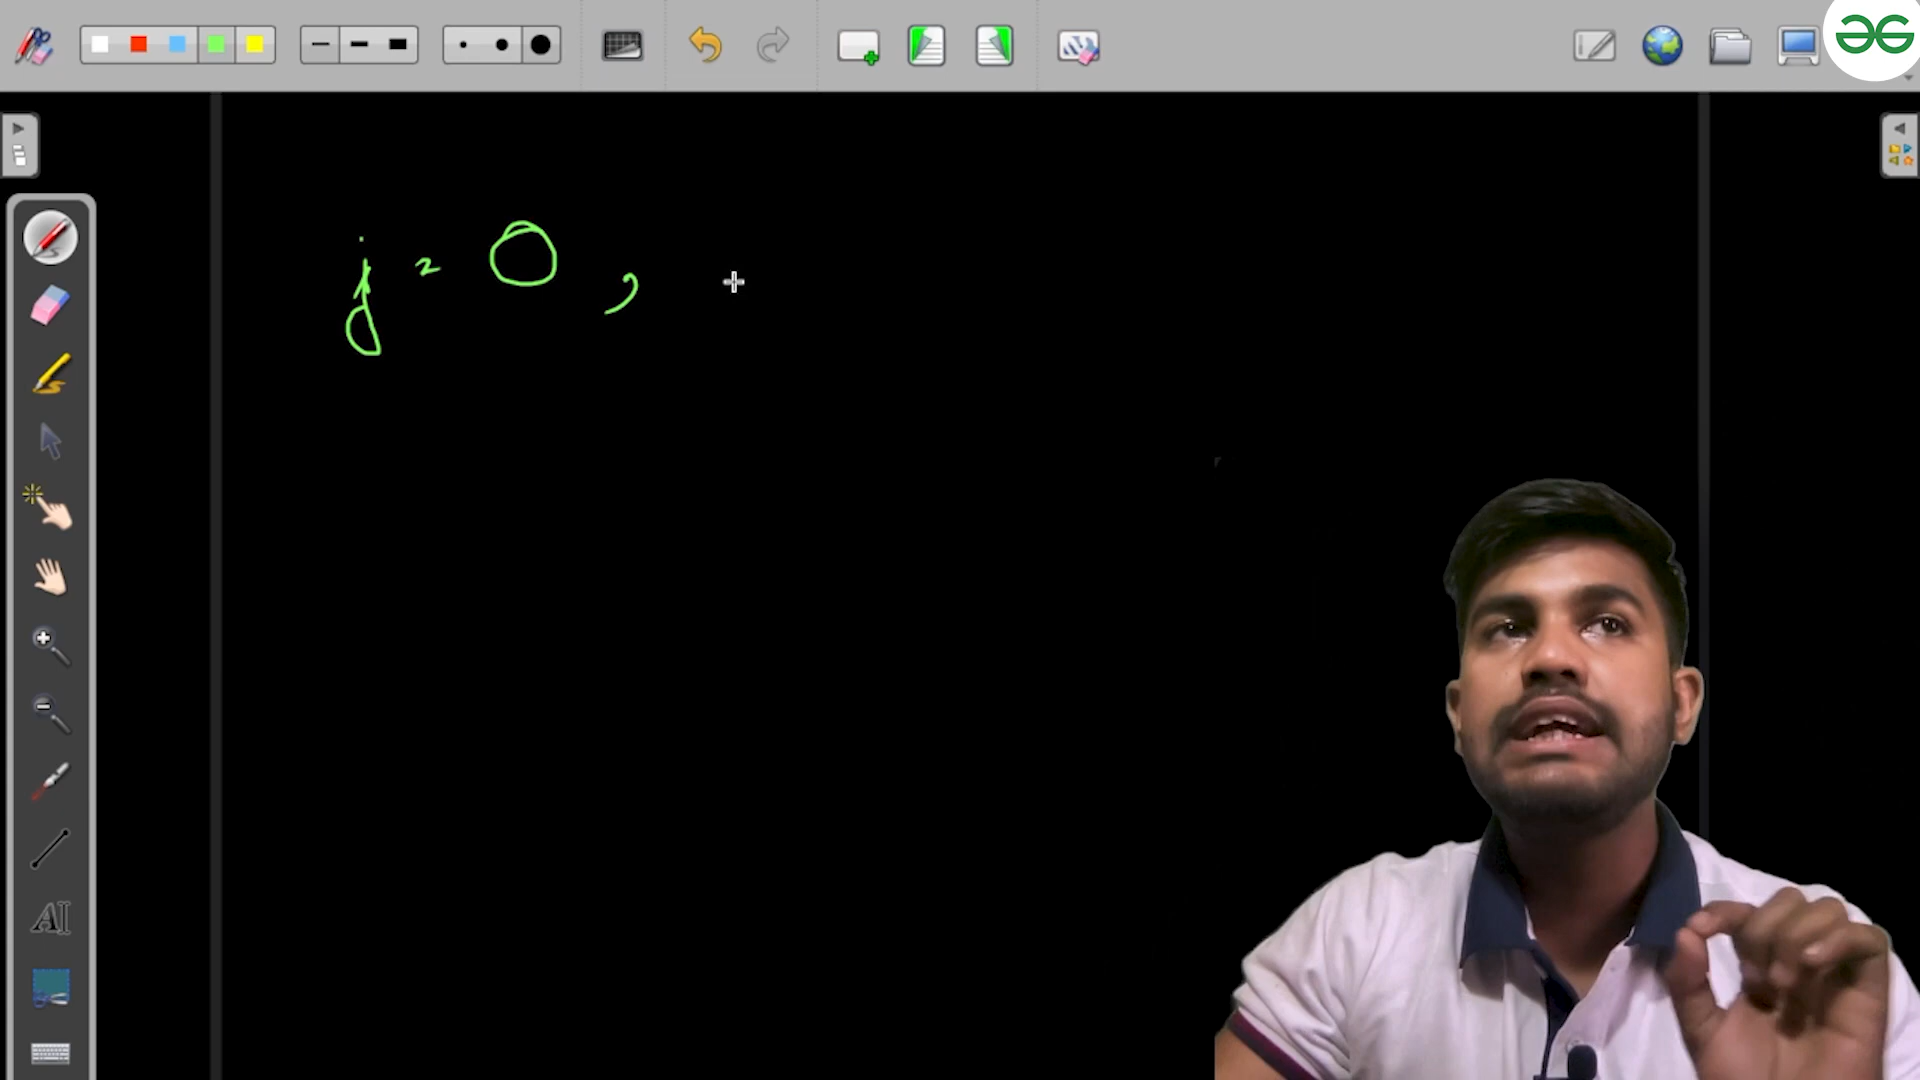 j = 0 ,